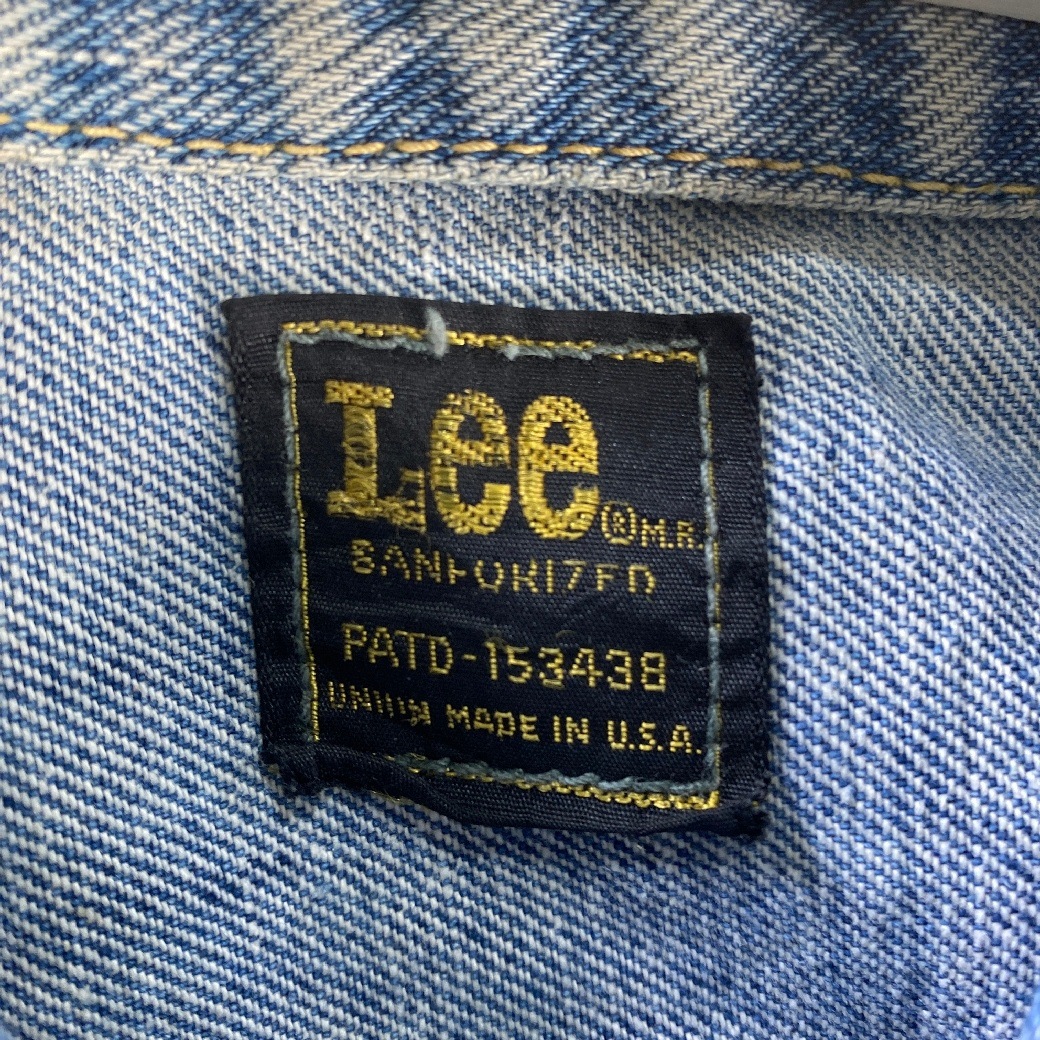 Lee ® M.R.
SANFORIZED
PATD-153438
UNION MADE IN U.S.A.